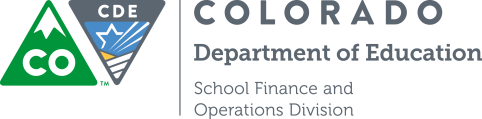 CO
TM
CDE
COLORADO
Department of Education
School Finance and
Operations Division